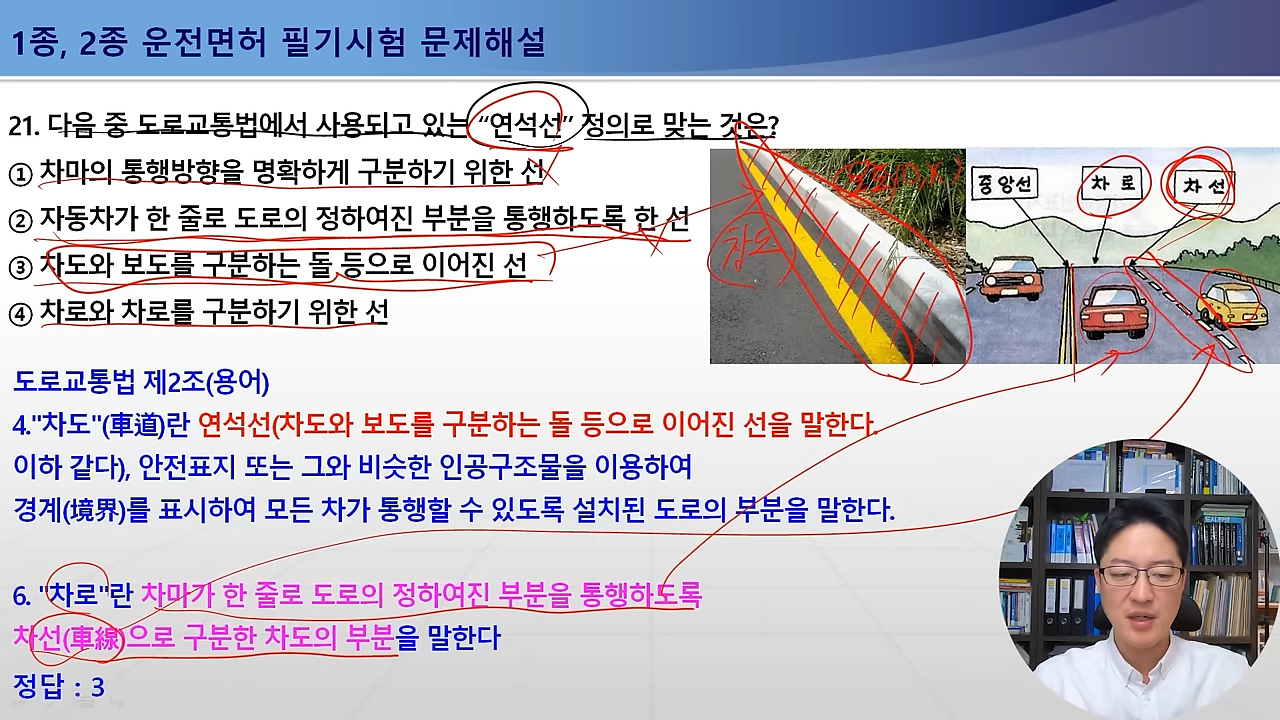 1종, 2종 운전면허 필기시험 문제해설
21. 다음 중 도로교통법에서 사용되고 있는 “연석선” 정의로 맞는 것은?
① 차마의 통행방향을 명확하게 구분하기 위한 선
② 자동차가 한 줄로 도로의 정하여진 부분을 통행하도록 한 선
③ 차도와 보도를 구분하는 돌 등으로 이어진 선
④ 차로와 차로를 구분하기 위한 선
중앙선
차 로
차 선
차도
도로교통법 제2조(용어)
4."차도"(車道)란 연석선(차도와 보도를 구분하는 돌 등으로 이어진 선을 말한다.
이하 같다), 안전표지 또는 그와 비슷한 인공구조물을 이용하여
경계(境界)를 표시하여 모든 차가 통행할 수 있도록 설치된 도로의 부분을 말한다.
6. "차로"란 차마가 한 줄로 도로의 정하여진 부분을 통행하도록
차선(車線)으로 구분한 차도의 부분을 말한다
정답 : 3